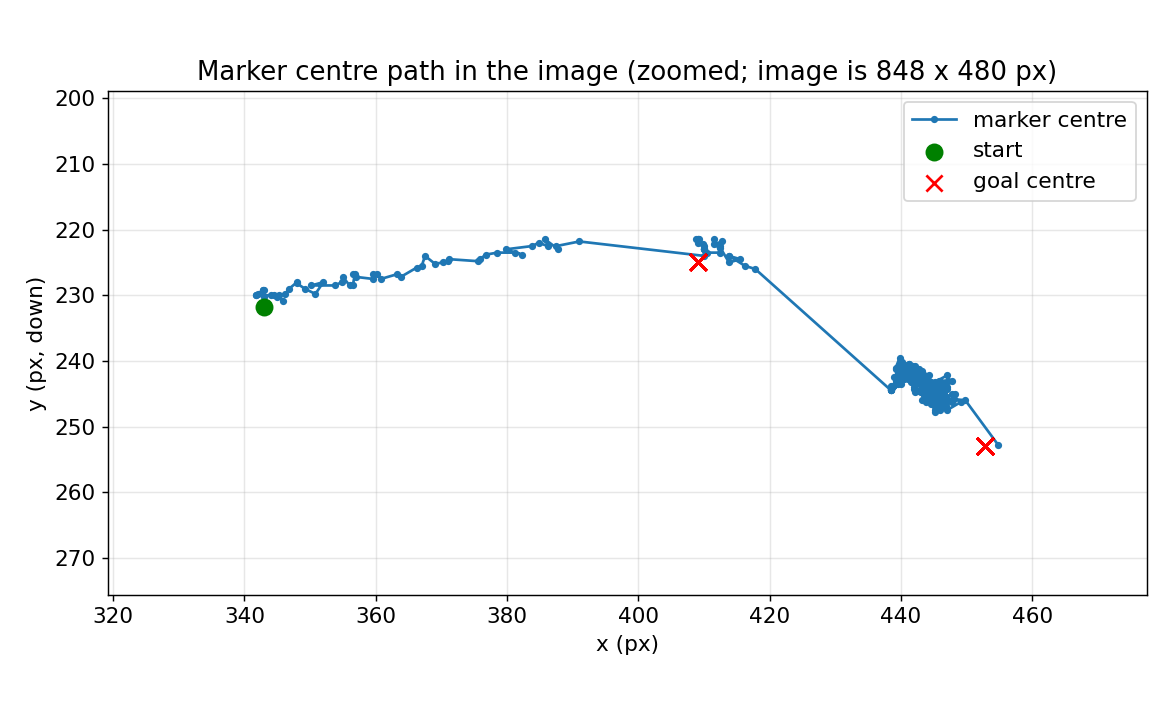 Marker centre path in the image (zoomed; image is 848 x 480 px)
marker centre
start
goal centre
200
210
220
230
240
250
260
270
y (px, down)
320 340 360 380 400 420 440 460
x (px)